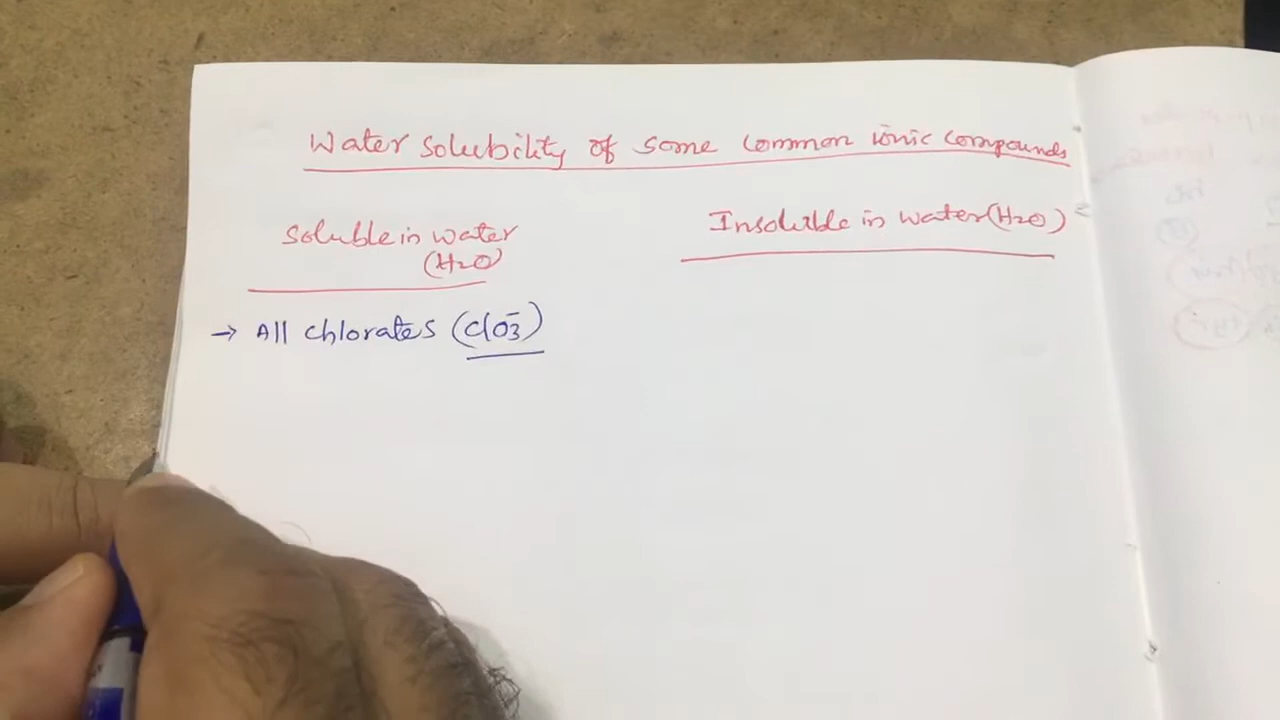 Water Solubility of Some Common ionic Compounds
Soluble in water
(H2O)
Insoluble in water (H2O)
→ All chlorates (ClO3⁻)